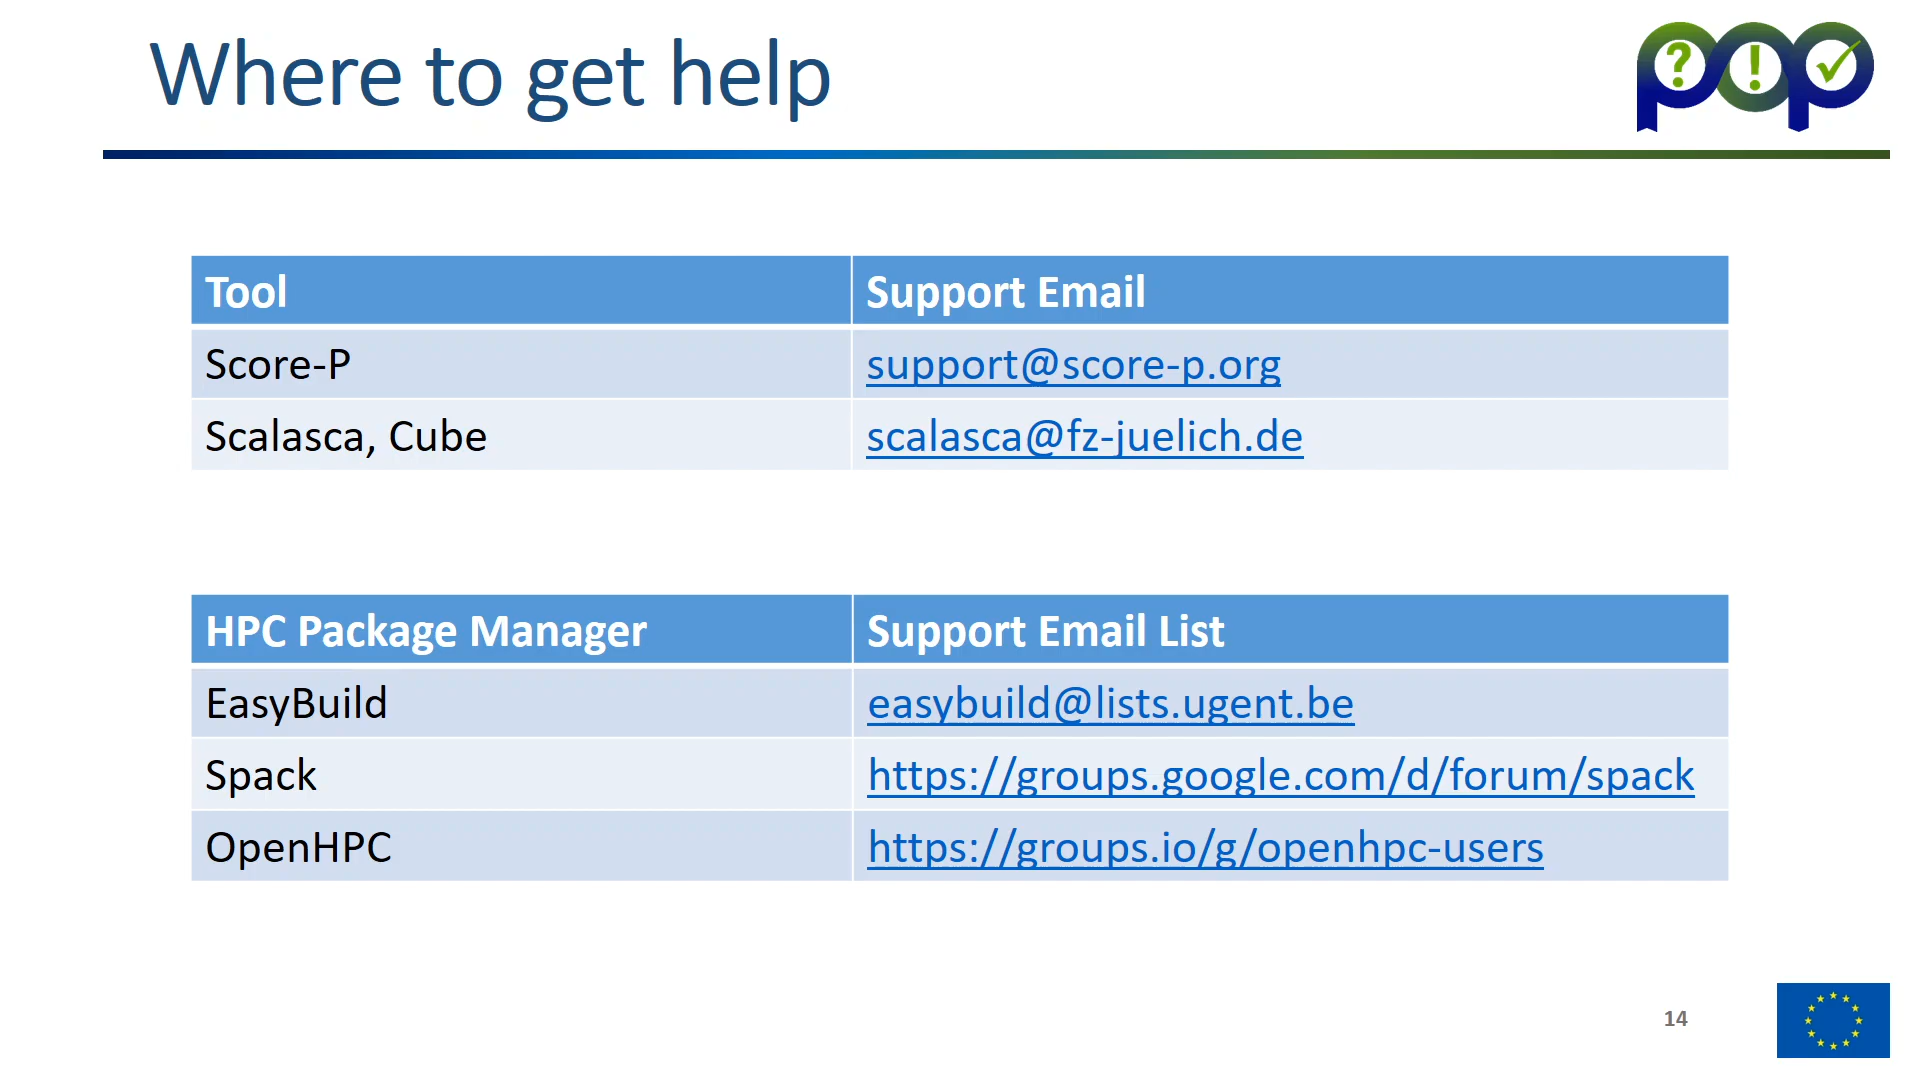 Where to get help
pop
? ! ✓
Tool Support Email
Score-P support@score-p.org
Scalasca, Cube scalasca@fz-juelich.de
HPC Package Manager Support Email List
EasyBuild easybuild@lists.ugent.be
Spack https://groups.google.com/d/forum/spack
OpenHPC https://groups.io/g/openhpc-users
14